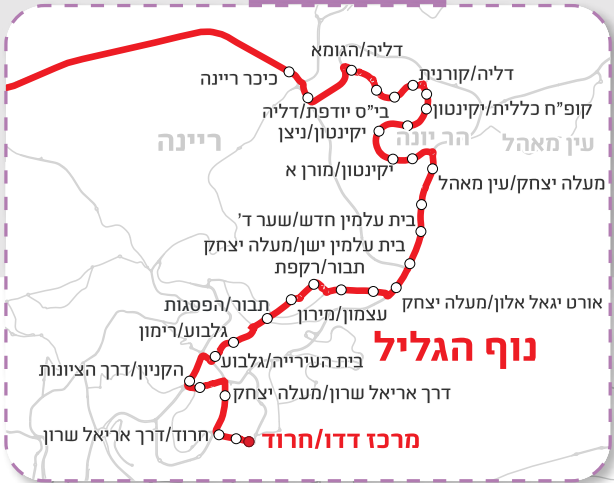 דליה/הגומא
דליה/קורנית
כיכר ריינה
בי״ס יודפת/דליה
קופ״ח כללית/יקינטון
יקינטון/ניצן
הר יונה
עין מאהל
ריינה
יקינטון/מורן א
מעלה יצחק/עין מאהל
בית עלמין חדש/שער ד׳
בית עלמין ישן/מעלה יצחק
תבור/רקפת
אורט יגאל אלון/מעלה יצחק
תבור/הפסגות
עצמון/מירון
גלבוע/רימון
נוף הגליל
בית העירייה/גלבוע
הקניון/דרך הציונות
דרך אריאל שרון/מעלה יצחק
חרוד/דרך אריאל שרון
מרכז דדו/חרוד